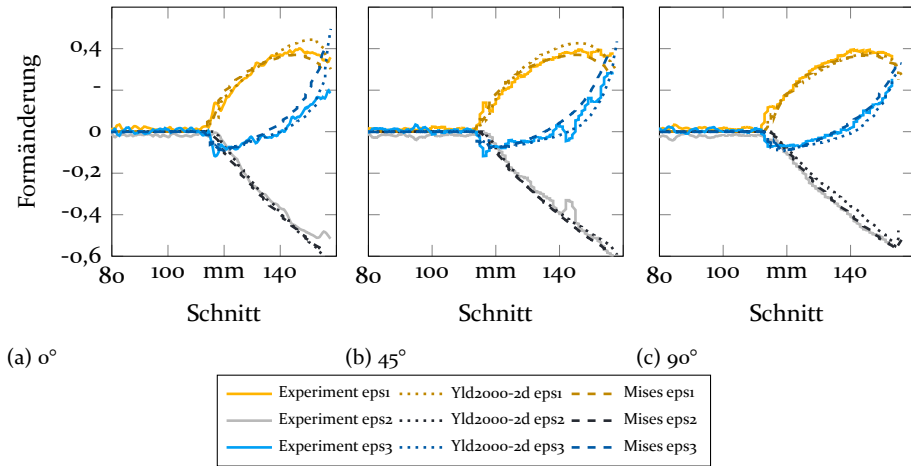 Formänderung
0,4
-
0
-0,2
-0,4
-0,6
80 100 mm 140
80 100 mm 140
80 100 mm 140
Schnitt Schnitt Schnitt
(a) 0° (b) 45° (c) 90°
Experiment eps1 Yld2000-2d eps1 Mises eps1
Experiment eps2 Yld2000-2d eps2 Mises eps2
Experiment eps3 Yld2000-2d eps3 Mises eps3